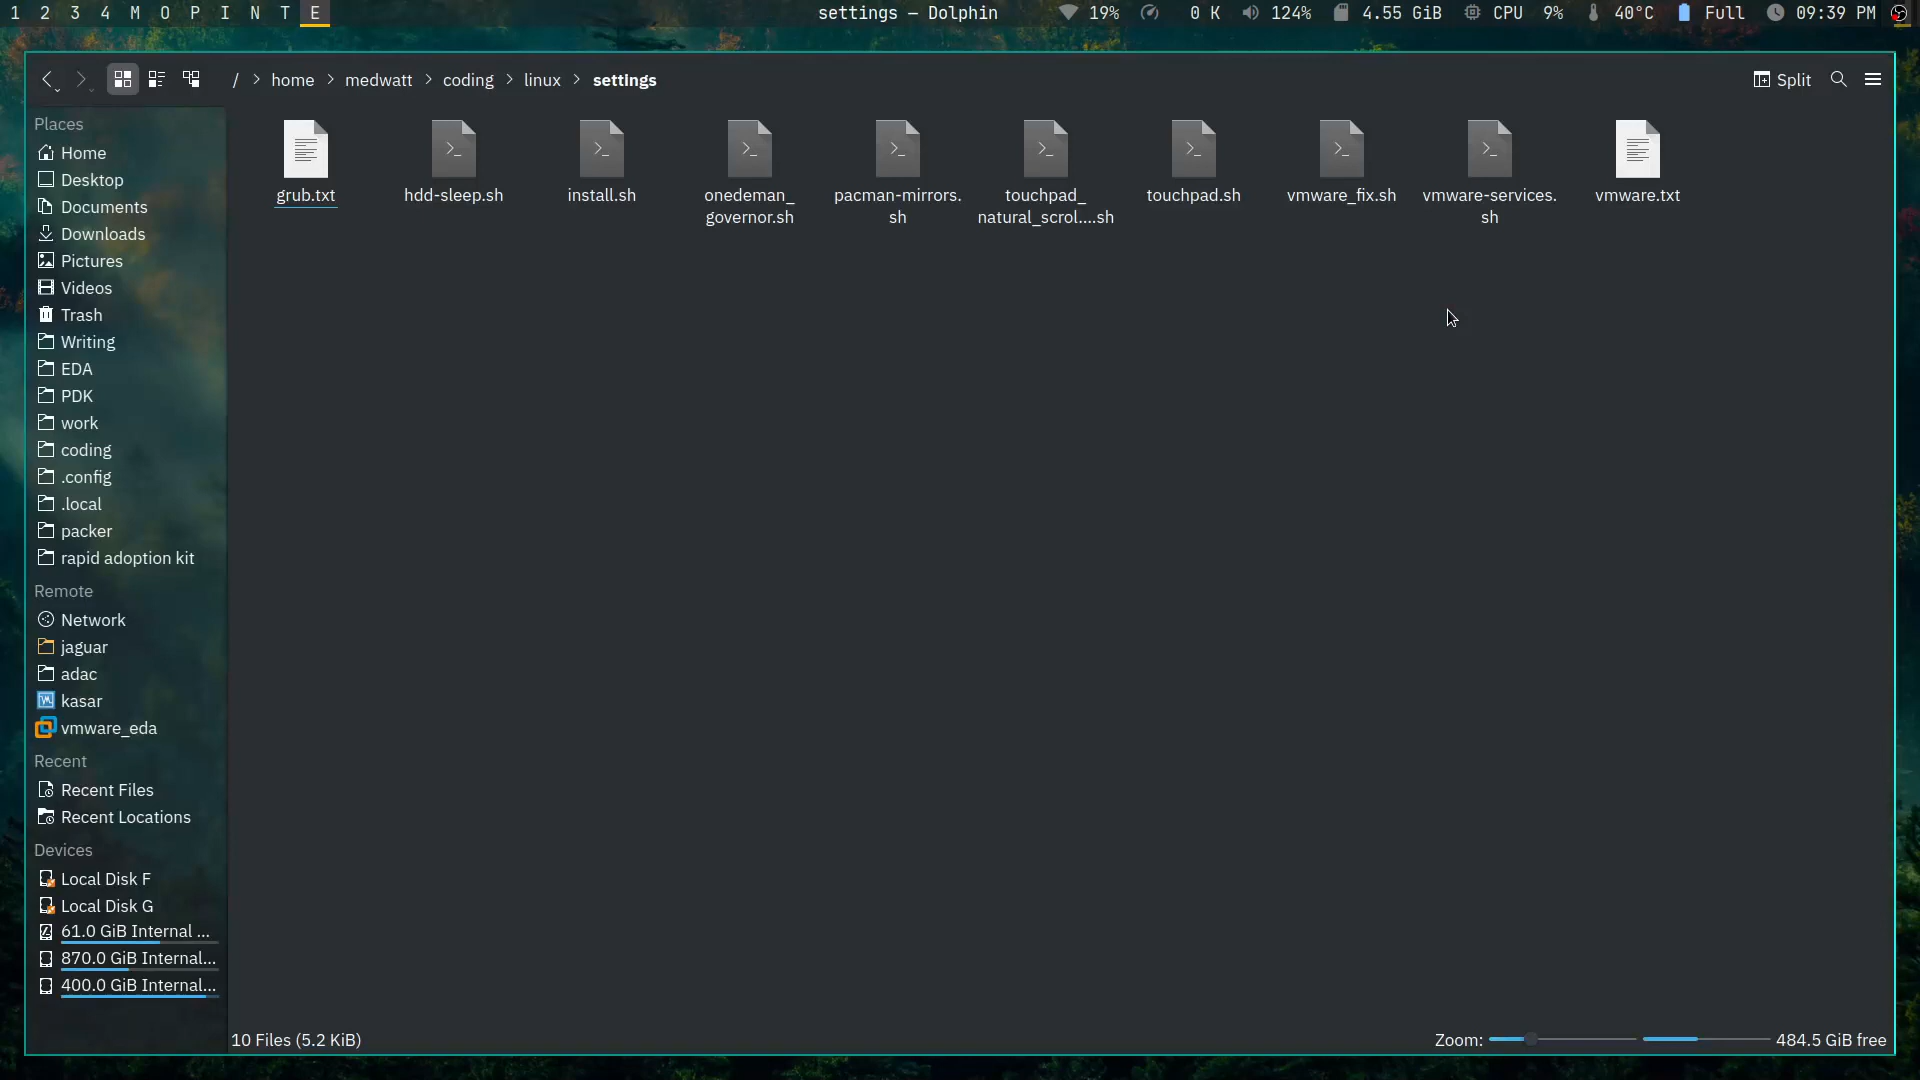 1 2 3 4 M O P I N T E
settings — Dolphin
19% 0 K 124% 4.55 GiB CPU 9% 40°C Full 09:39 PM
/ > home > medwatt > coding > linux > settings
Split
Places
Home
Desktop
Documents
Downloads
Pictures
Videos
Trash
Writing
EDA
PDK
work
coding
.config
.local
packer
rapid adoption kit
Remote
Network
jaguar
adac
kasar
vmware_eda
Recent
Recent Files
Recent Locations
Devices
Local Disk F
Local Disk G
61.0 GiB Internal ...
870.0 GiB Internal...
400.0 GiB Internal...
grub.txt
hdd-sleep.sh
install.sh
onedeman_
governor.sh
pacman-mirrors.
sh
touchpad_
natural_scrol....sh
touchpad.sh
vmware_fix.sh
vmware-services.
sh
vmware.txt
10 Files (5.2 KiB)
Zoom:
484.5 GiB free